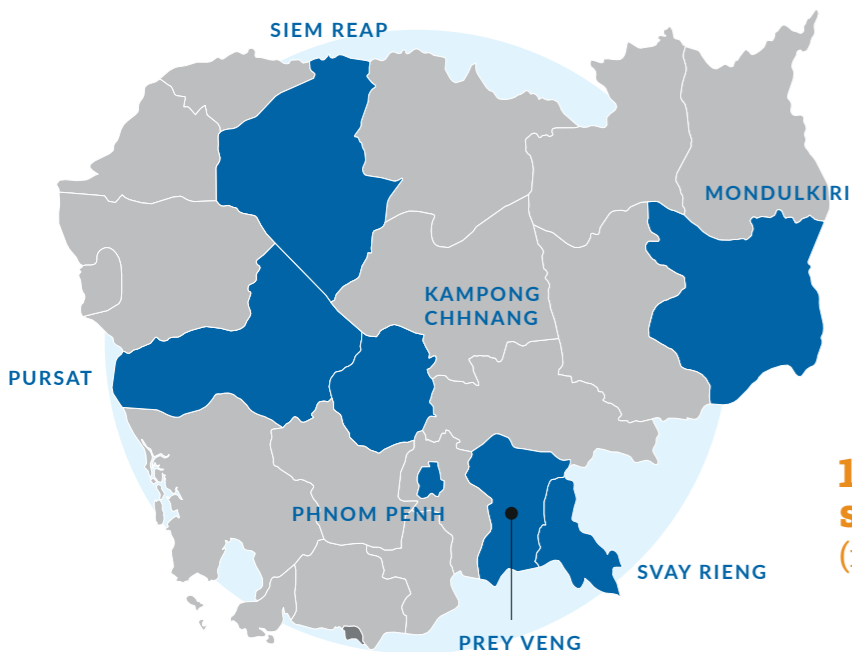 SIEM REAP
MONDULKIRI
KAMPONG
CHHNANG
PURSAT
PHNOM PENH
SVAY RIENG
PREY VENG